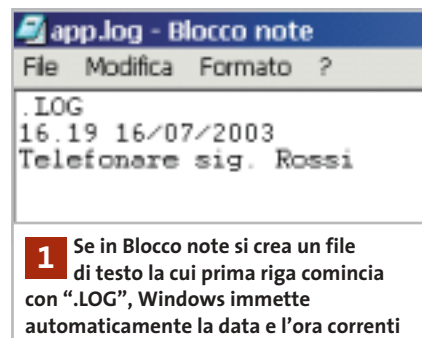 app.log - Blocco note
File Modifica Formato ?
.LOG
16.19 16/07/2003
Telefonare sig. Rossi
1 Se in Blocco note si crea un file
di testo la cui prima riga comincia
con “.LOG”, Windows immette
automaticamente la data e l’ora correnti